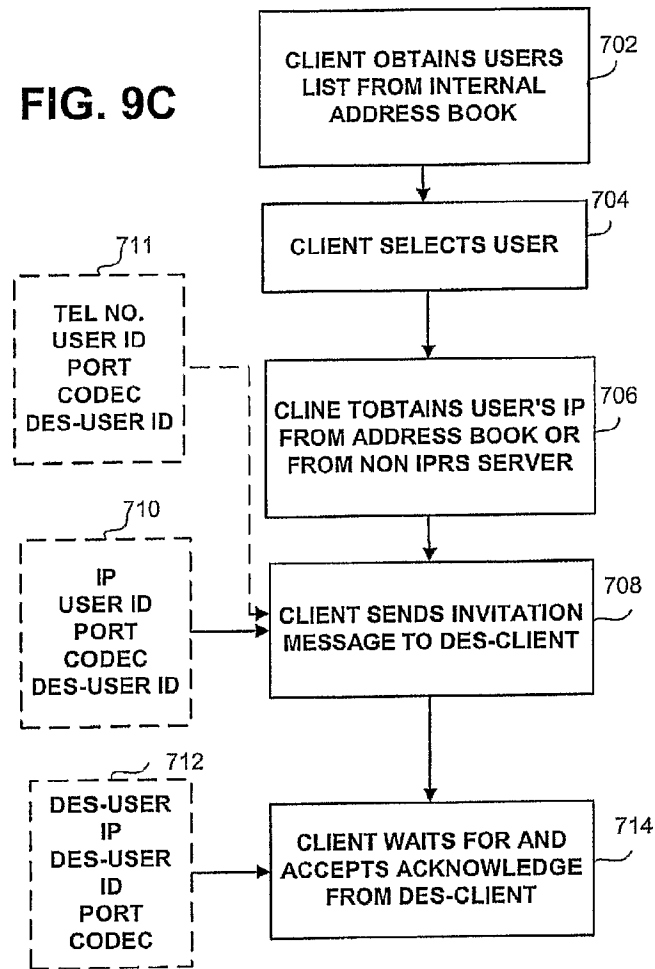 FIG. 9C
CLIENT OBTAINS USERS
LIST FROM INTERNAL
ADDRESS BOOK
702
CLIENT SELECTS USER
704
711
TEL NO.
USER ID
PORT
CODEC
DES-USER ID
CLINE TOBTAINS USER'S IP
FROM ADDRESS BOOK OR
FROM NON IPRS SERVER
706
710
IP
USER ID
PORT
CODEC
DES-USER ID
CLIENT SENDS INVITATION
MESSAGE TO DES-CLIENT
708
712
DES-USER
IP
DES-USER
ID
PORT
CODEC
CLIENT WAITS FOR AND
ACCEPTS ACKNOWLEDGE
FROM DES-CLIENT
714